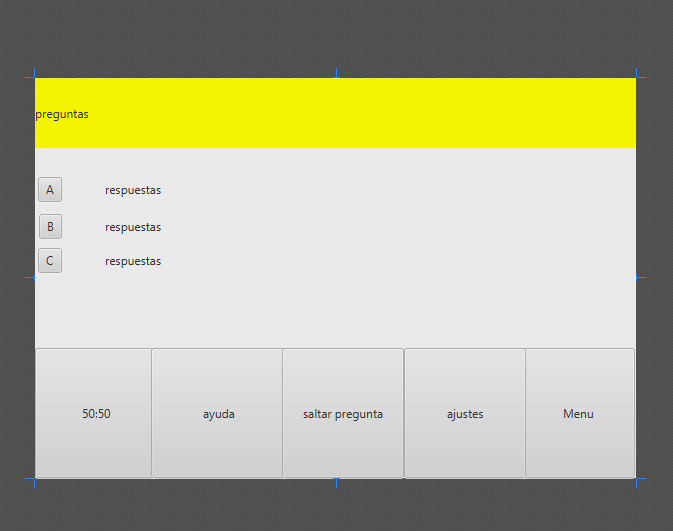 preguntas
A respuestas
B respuestas
C respuestas
50:50 ayuda saltar pregunta ajustes Menu